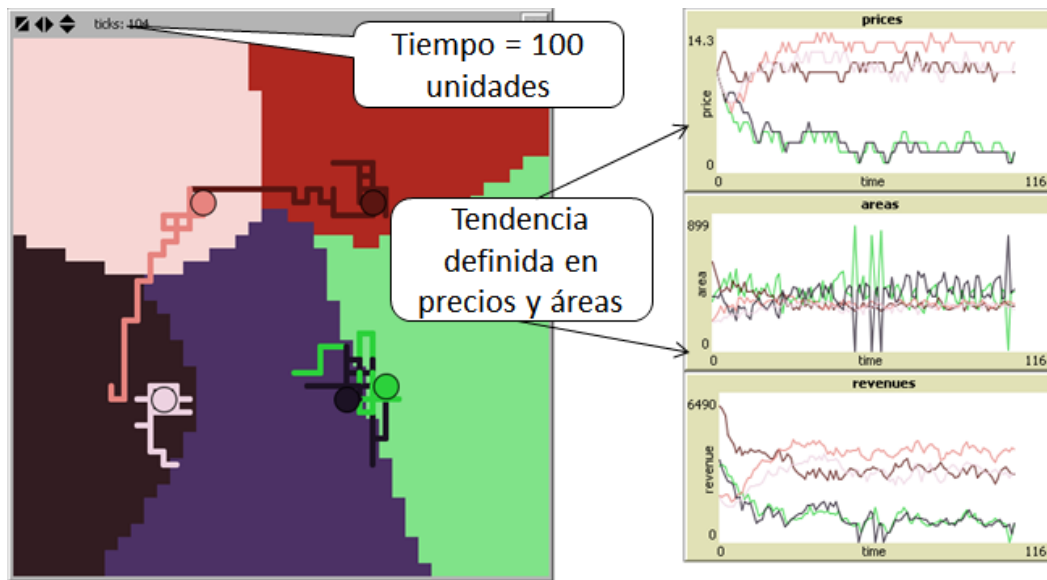 ticks: 104
Tiempo = 100
unidades
Tendencia
definida en
precios y áreas
prices
14.3
price
0
0
time
116
areas
899
area
0
0
time
116
revenues
6490
revenue
0
0
time
116